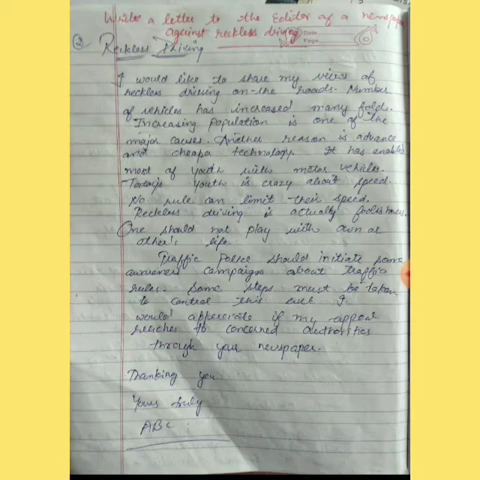 Write a letter to the Editor of a newspaper
against reckless driving
Reckless driving
I would like to share my views of
reckless driving on the roads. Number
of vehicles has increased many folds.
Increasing population is one of the
major causes. Another reason is advance
and cheapa technology. It has enables
most of youth with motor vehicles.
Today's youth is crazy about speed.
No rule can limit their speed.
Reckless driving is actually foolishness.
One should not play with own or
other's life.
Traffic Police should initiate some
awareness campaigns about traffic
rules. Some steps must be taken
to control this evil I
would appreciate if my appeal
reaches to concerned authorities
through your newspaper.
Thanking you
Yours truly
ABC